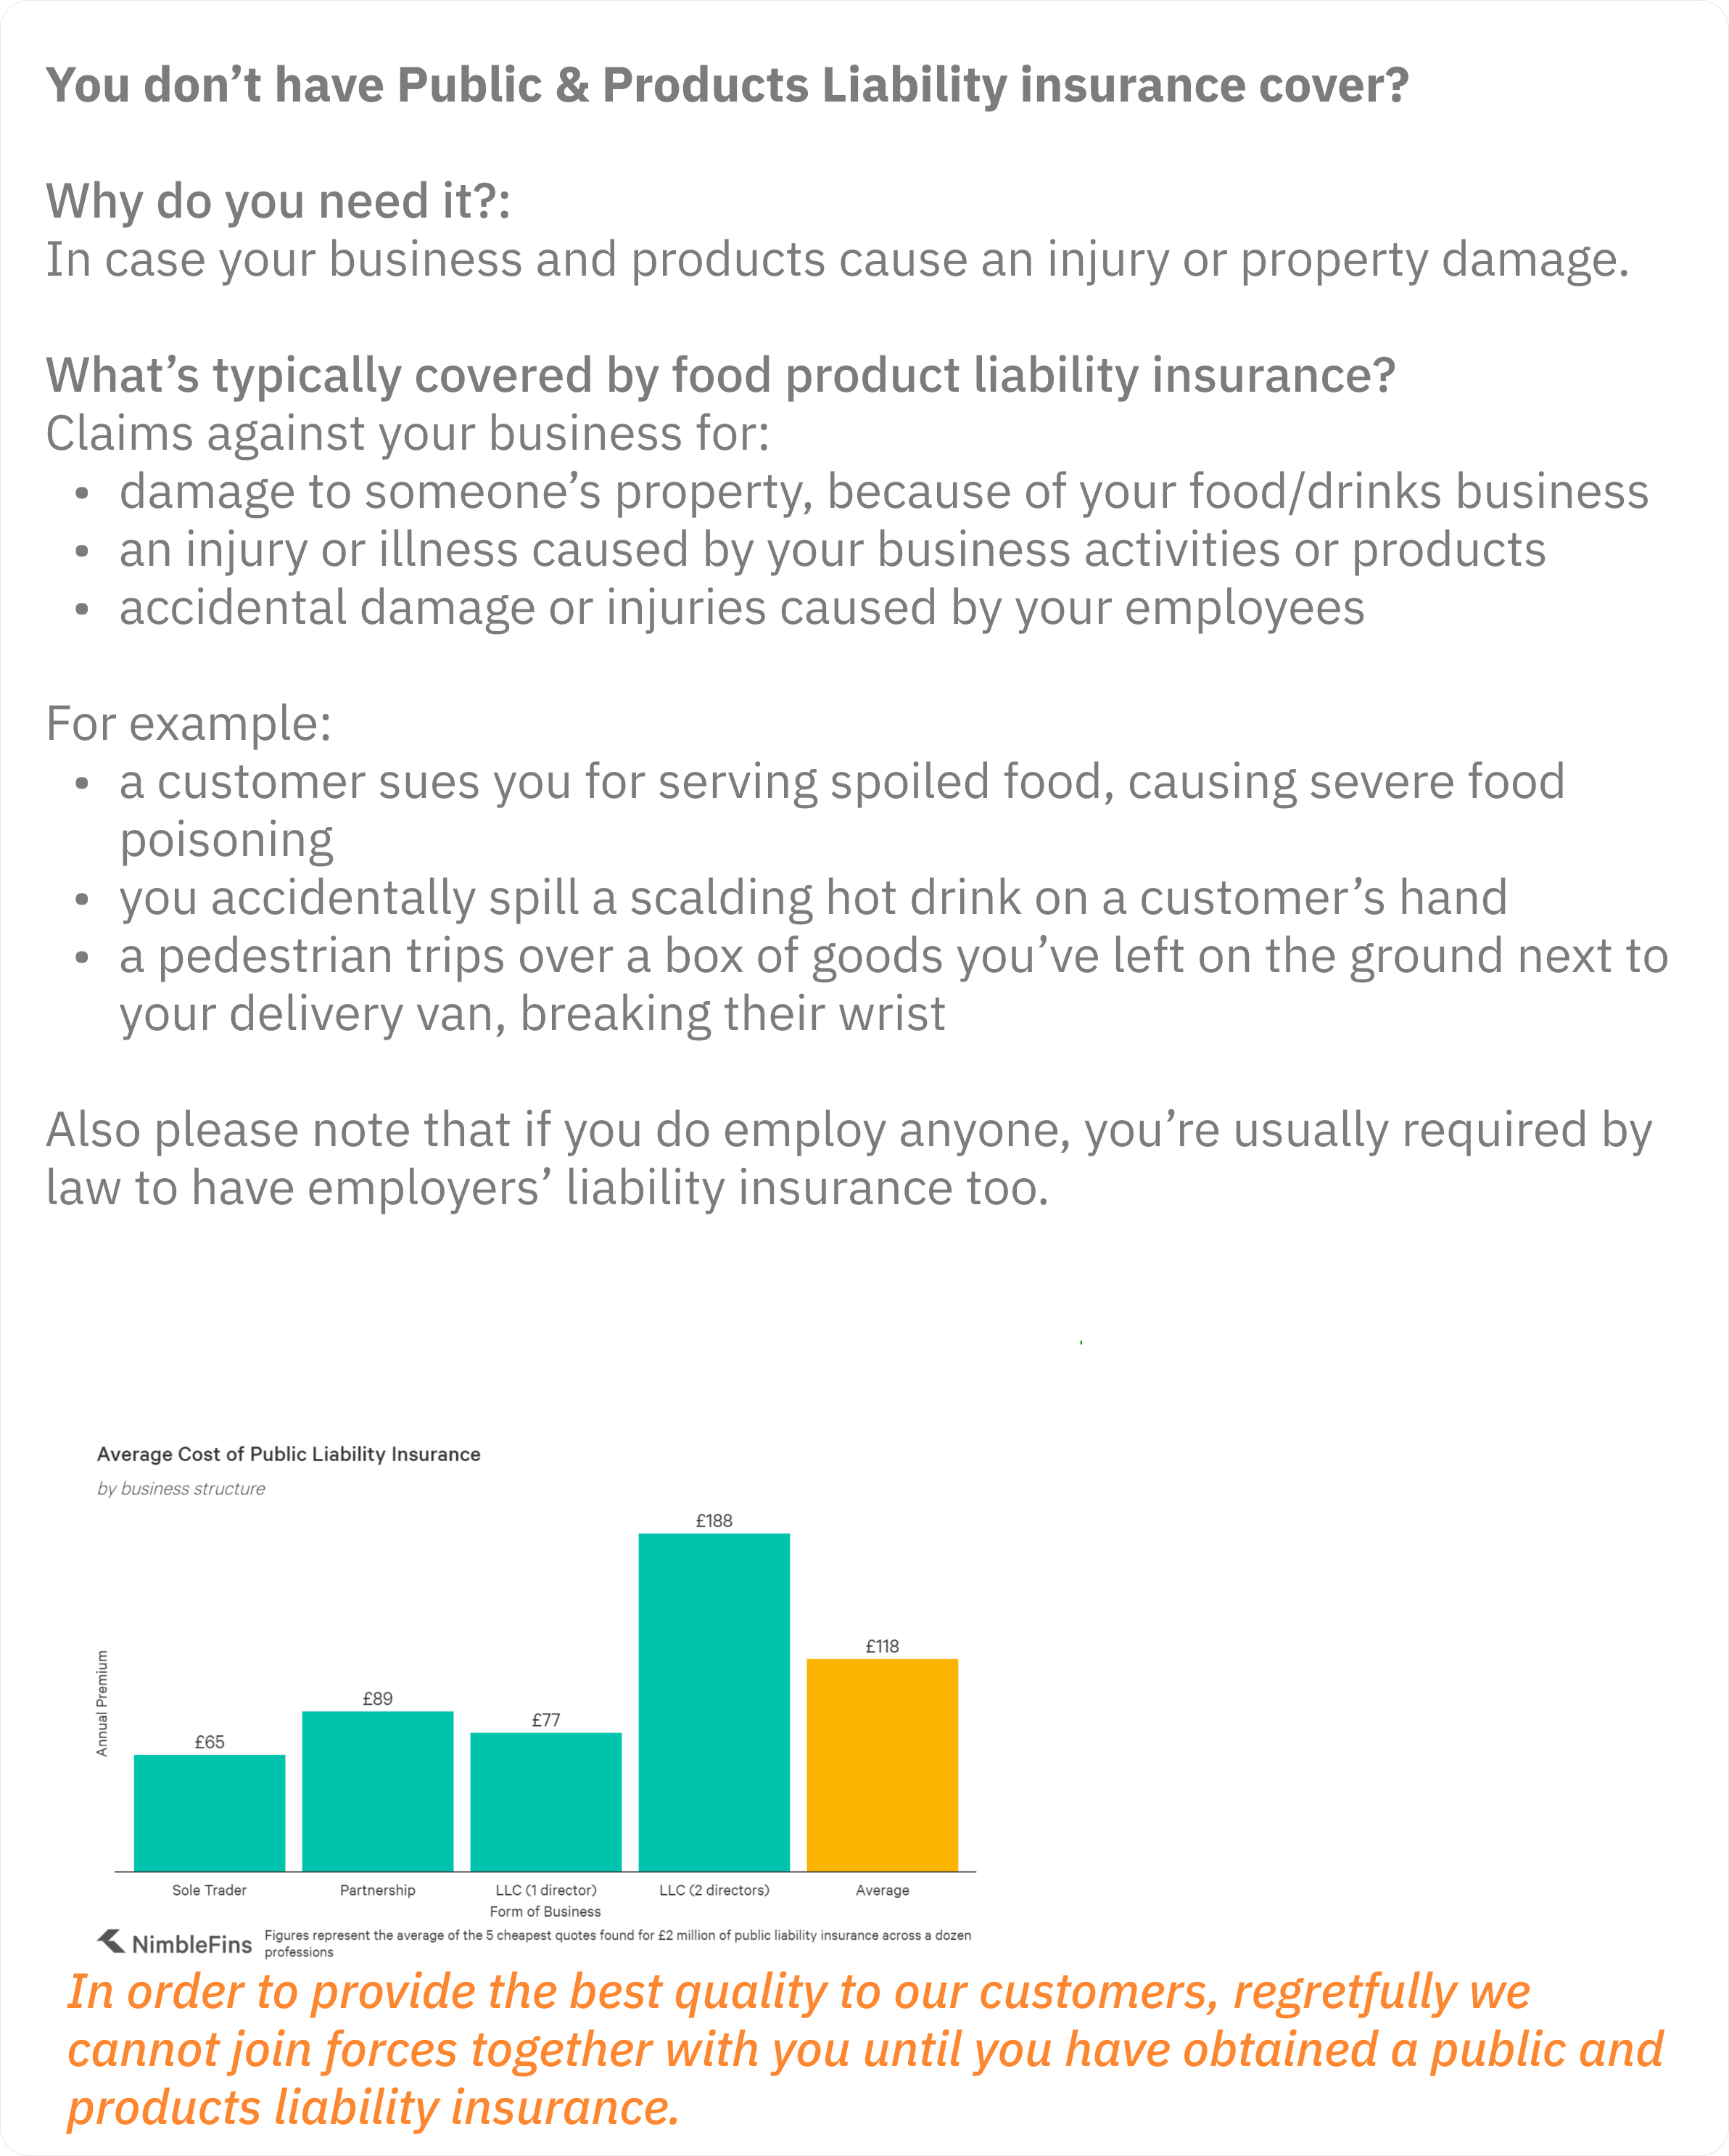 You don’t have Public & Products Liability insurance cover?
Why do you need it?:
In case your business and products cause an injury or property damage.
What’s typically covered by food product liability insurance?
Claims against your business for:
• damage to someone’s property, because of your food/drinks business
• an injury or illness caused by your business activities or products
• accidental damage or injuries caused by your employees
For example:
• a customer sues you for serving spoiled food, causing severe food
poisoning
• you accidentally spill a scalding hot drink on a customer’s hand
• a pedestrian trips over a box of goods you’ve left on the ground next to
your delivery van, breaking their wrist
Also please note that if you do employ anyone, you’re usually required by
law to have employers’ liability insurance too.
Average Cost of Public Liability Insurance
by business structure
£188
£118
£89
£77
£65
Annual Premium
Sole Trader Partnership LLC (1 director) LLC (2 directors) Average
Form of Business
NimbleFins
Figures represent the average of the 5 cheapest quotes found for £2 million of public liability insurance across a dozen
professions
In order to provide the best quality to our customers, regretfully we
cannot join forces together with you until you have obtained a public and
products liability insurance.